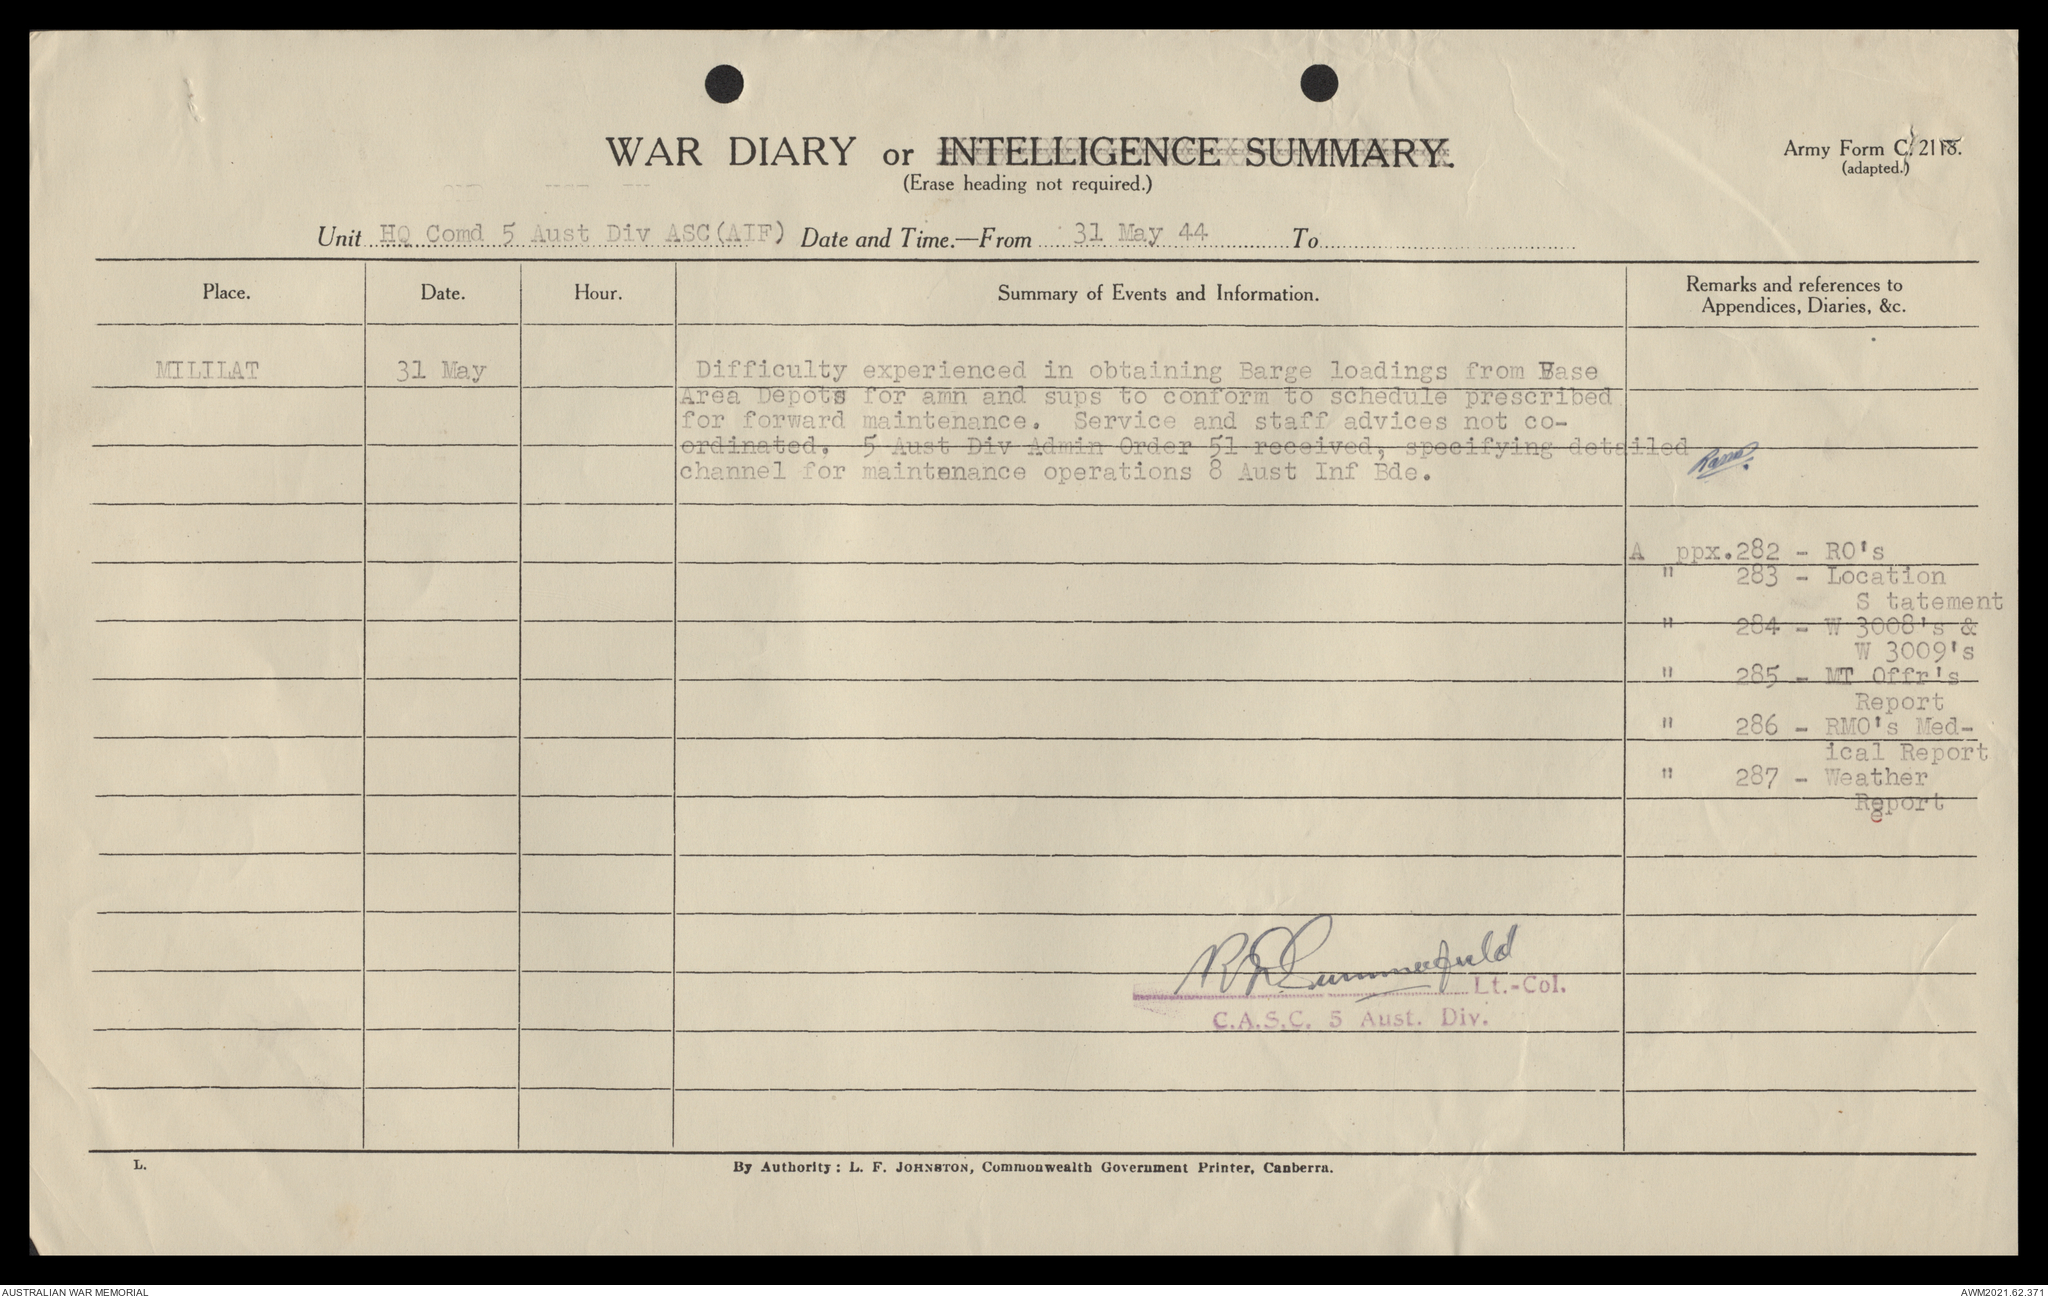 WAR DIARY or INTELLIGENCE SUMMARY.
(Erase heading not required.)
Army Form C. 2118.
(adapted.)
Unit HQ Comd 5 Aust Div ASC(AIF) Date and Time.—From 31 May 44 To
Place.
Date.
Hour.
Summary of Events and Information.
Remarks and references to
Appendices, Diaries, &c.
MILILAT
31 May
Difficulty experienced in obtaining Barge loadings from Base
Area Depots for amn and sups to conform to schedule prescribed
for forward maintenance. Service and staff advices not co-
ordinated. 5 Aust Div Admin Order 51 received, specifying detailed
channel for maintenance operations 8 Aust Inf Bde.
A ppx.282 - RO's
" 283 - Location
S tatement
" 284 - W 3008's &
W 3009's
" 285 - MT Offr's
Report
" 286 - RMO's Med-
ical Report
" 287 - Weather
Report
Summerfield
Lt.-Col.
C.A.S.C. 5 Aust. Div.
L.
By Authority: L. F. JOHNSTON, Commonwealth Government Printer, Canberra.
AUSTRALIAN WAR MEMORIAL
AWM2021.62.371